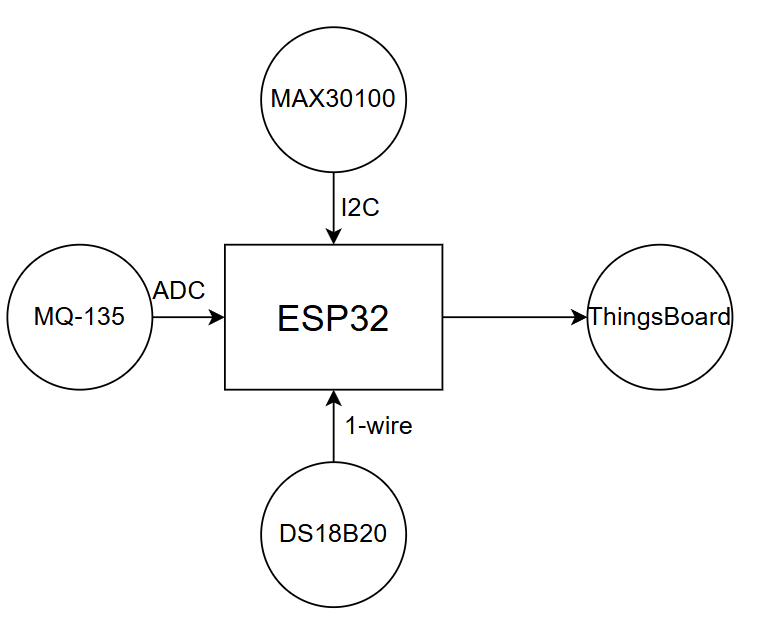 MAX30100
I2C
MQ-135
ADC
ESP32
ThingsBoard
1-wire
DS18B20